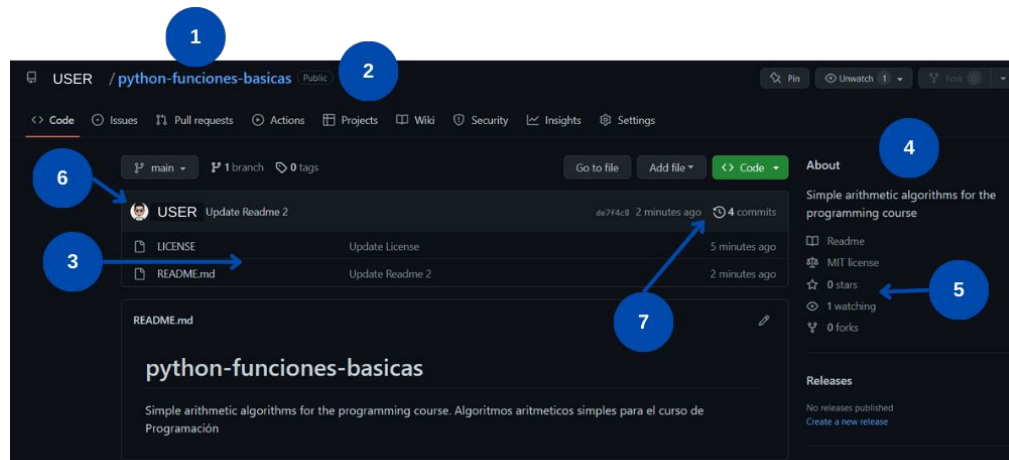 1
2
USER / python-funciones-basicas Public
Pin Unwatch 1 Fork 0
Code Issues Pull requests Actions Projects Wiki Security Insights Settings
4
6
main 1 branch 0 tags
Go to file Add file Code
USER Update Readme 2 de7f4c8 2 minutes ago 4 commits
LICENSE Update License 5 minutes ago
3
README.md Update Readme 2 2 minutes ago
README.md
7
python-funciones-basicas
Simple arithmetic algorithms for the programming course. Algoritmos aritmeticos simples para el curso de
Programación
About
Simple arithmetic algorithms for the
programming course
Readme
MIT license
0 stars
5
1 watching
0 forks
Releases
No releases published
Create a new release